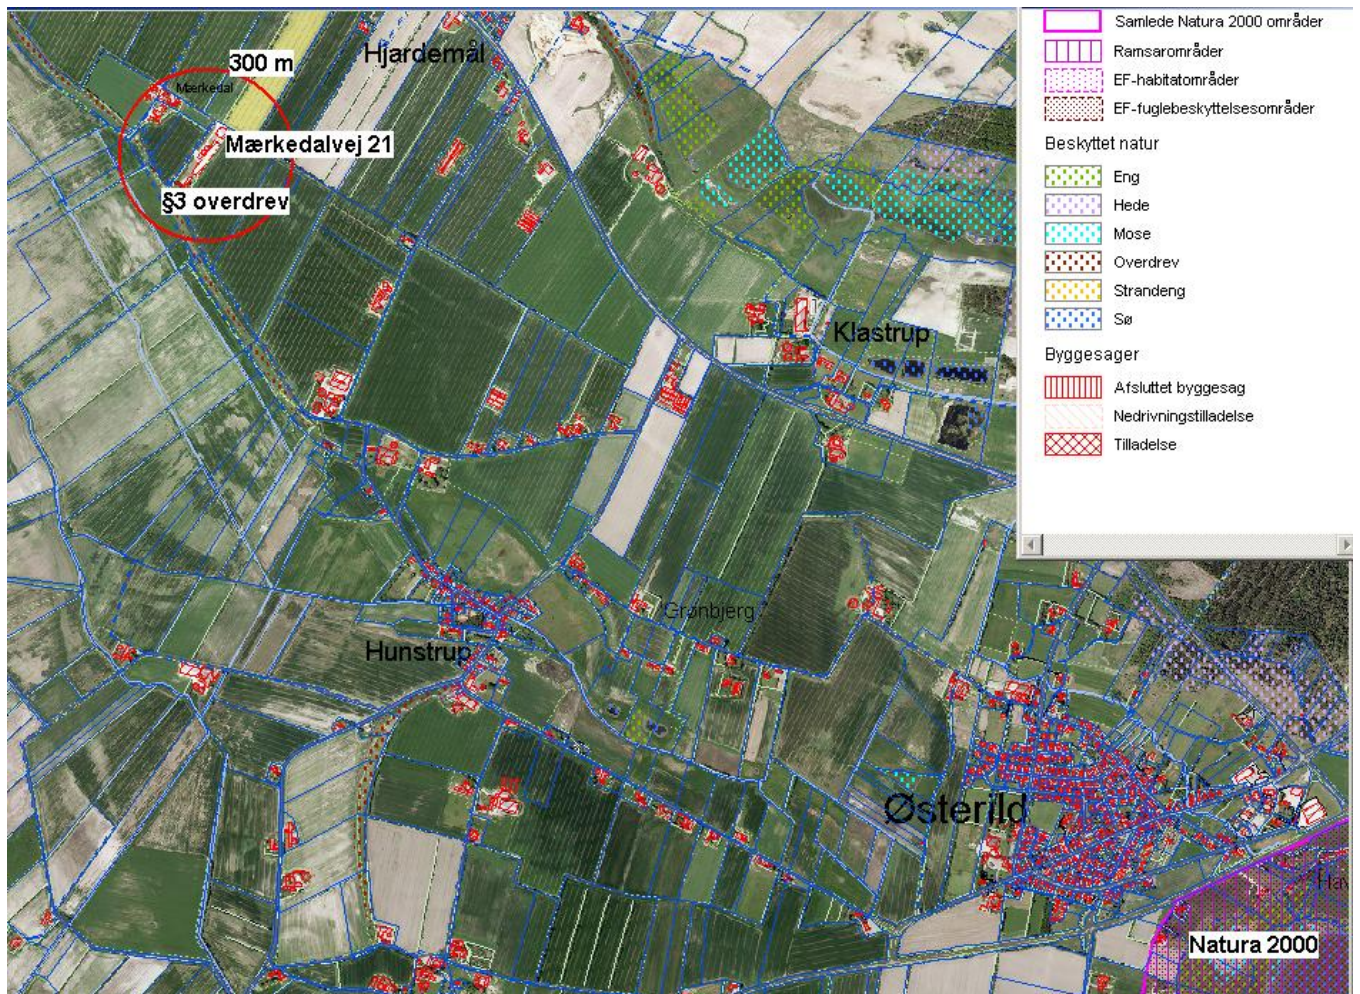 Hjardemål
300 m
Mærkedal
Mærkedalvej 21
§3 overdrev
Klastrup
Grønbjerg
Hunstrup
Østerild
Natura 2000
Samlede Natura 2000 områder
Ramsarområder
EF-habitatområder
EF-fuglebeskyttelsesområder
Beskyttet natur
Eng
Hede
Mose
Overdrev
Strandeng
Sø
Byggesager
Afsluttet byggesag
Nedrivningstilladelse
Tilladelse